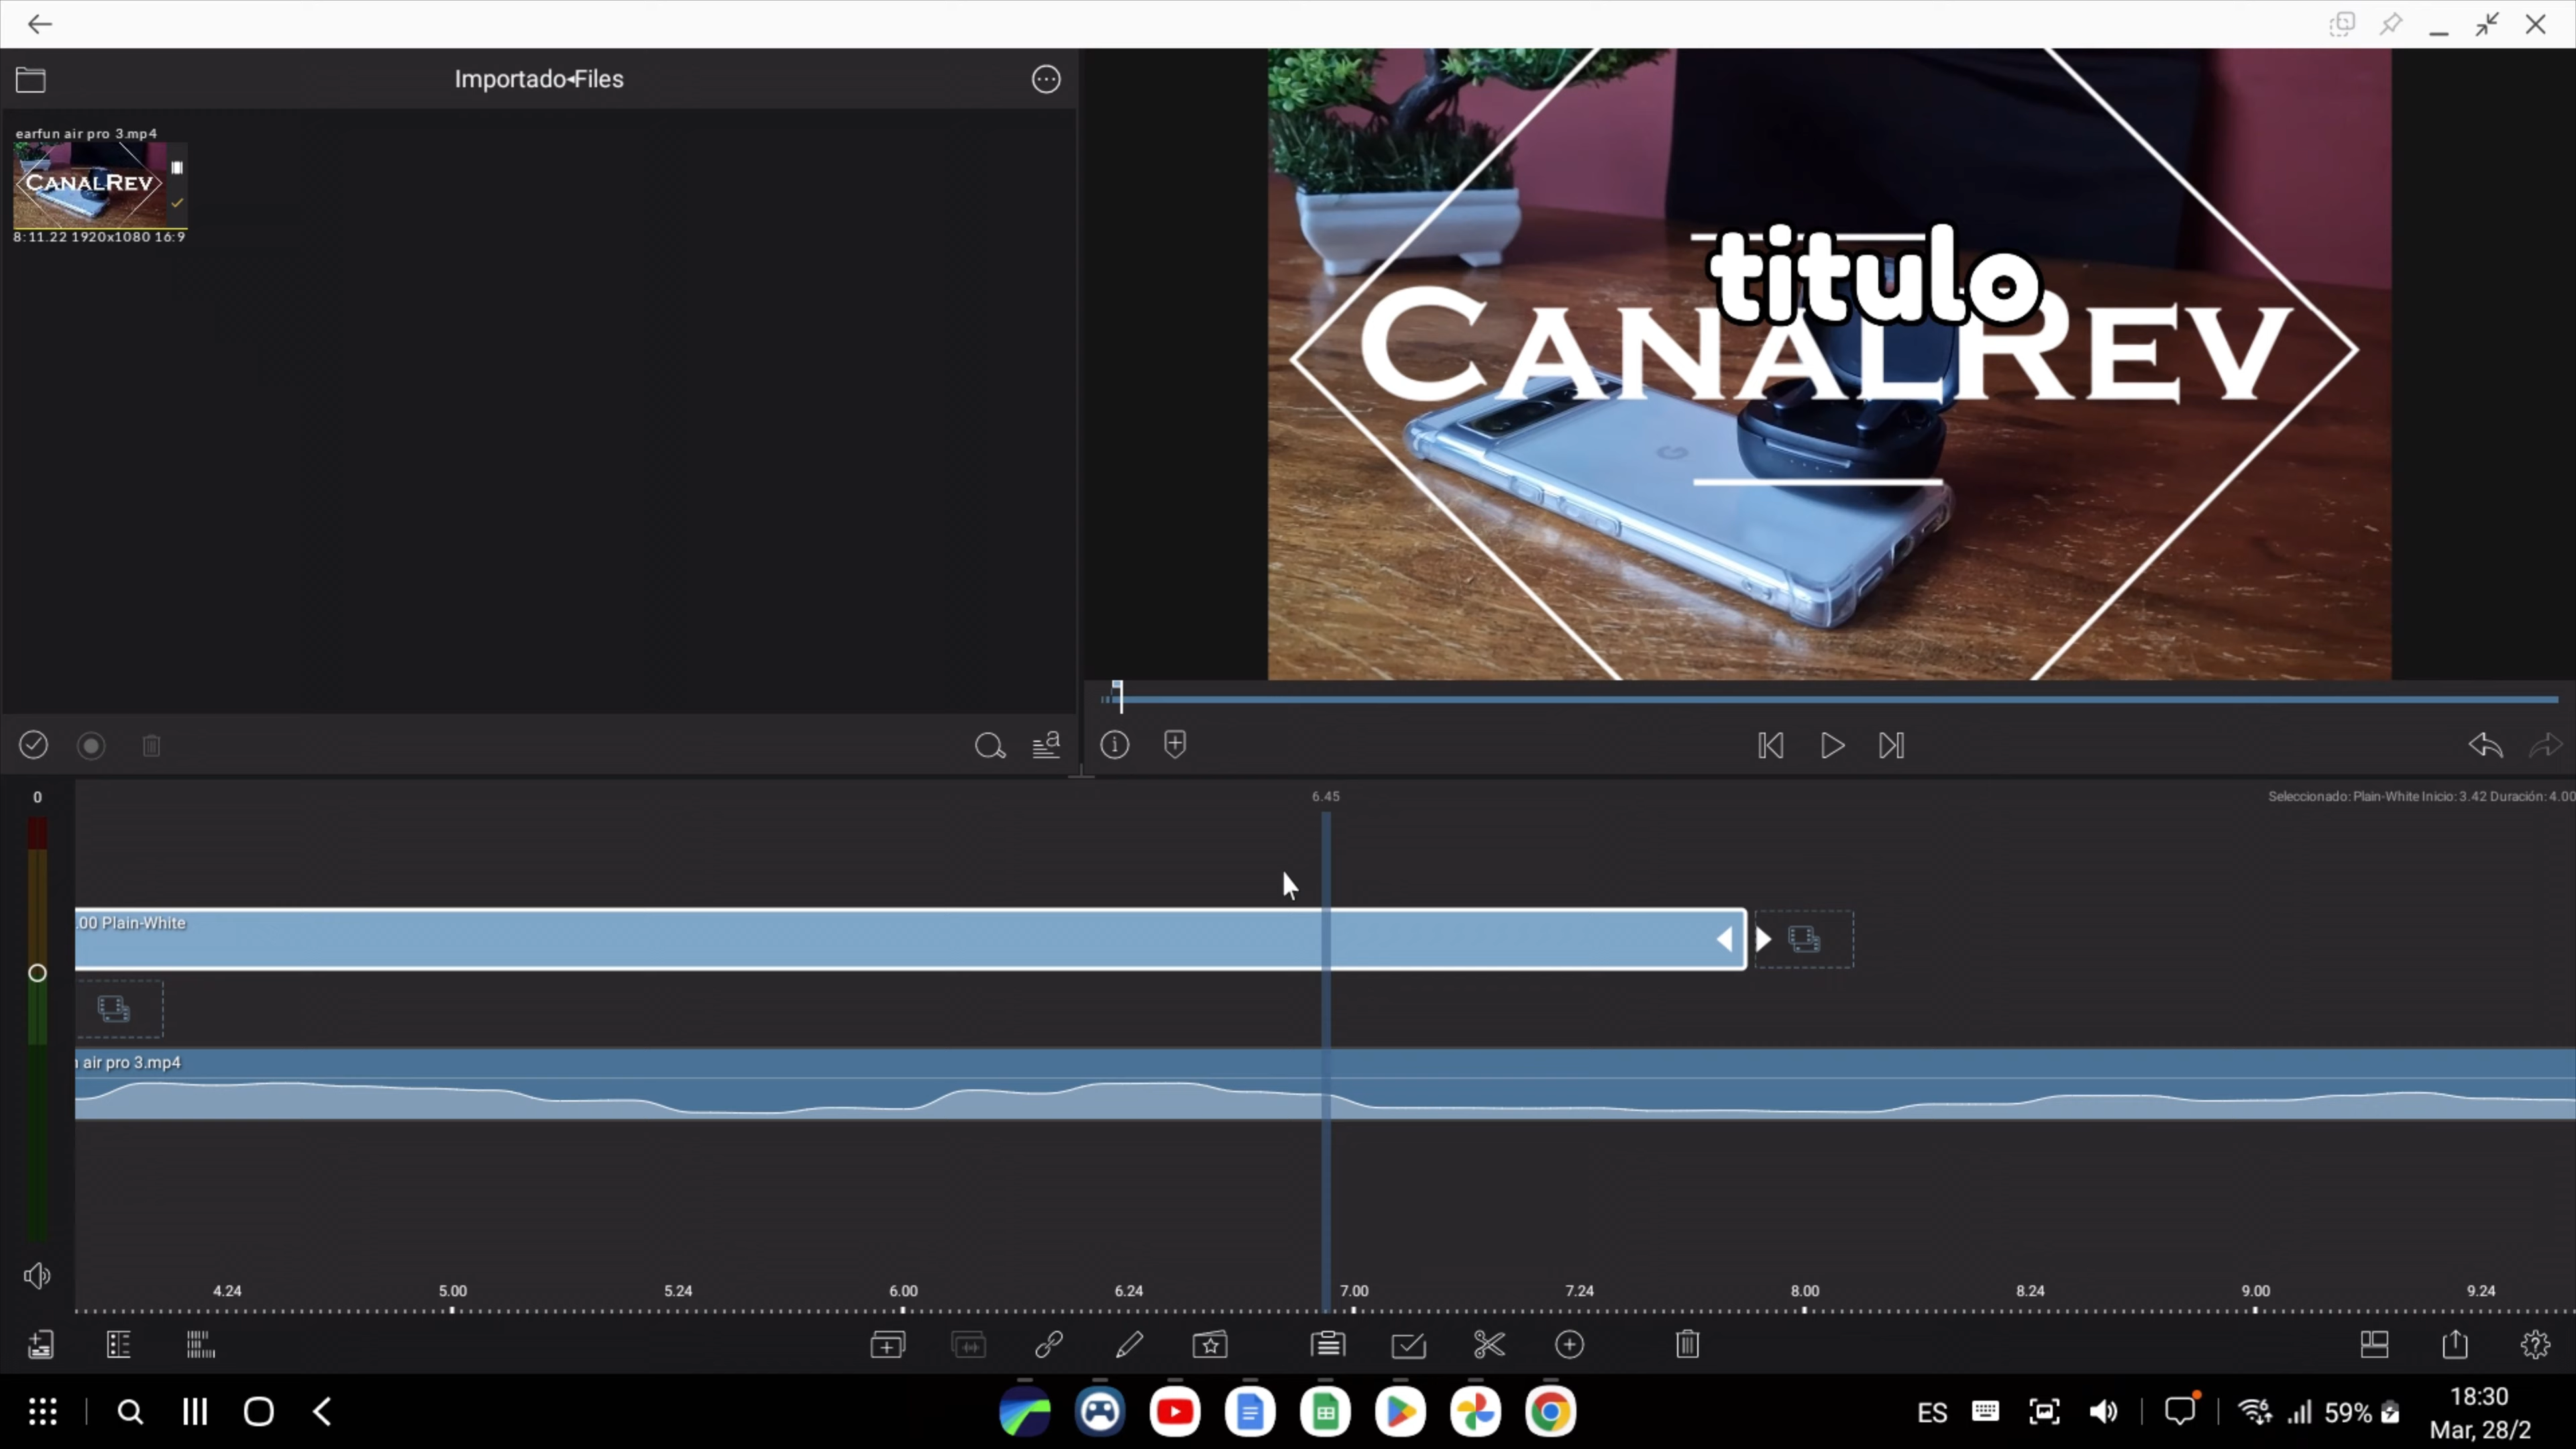 Importado◂Files
earfun air pro 3.mp4
CANALREV
8:11.22 1920x1080 16:9
titulo
CANALREV
G
0
6.45
Seleccionado: Plain-White Inicio: 3.42 Duración: 4.00
.00 Plain-White
air pro 3.mp4
4.24 5.00 5.24 6.00 6.24 7.00 7.24 8.00 8.24 9.00 9.24
ES 59% 18:30
Mar, 28/2